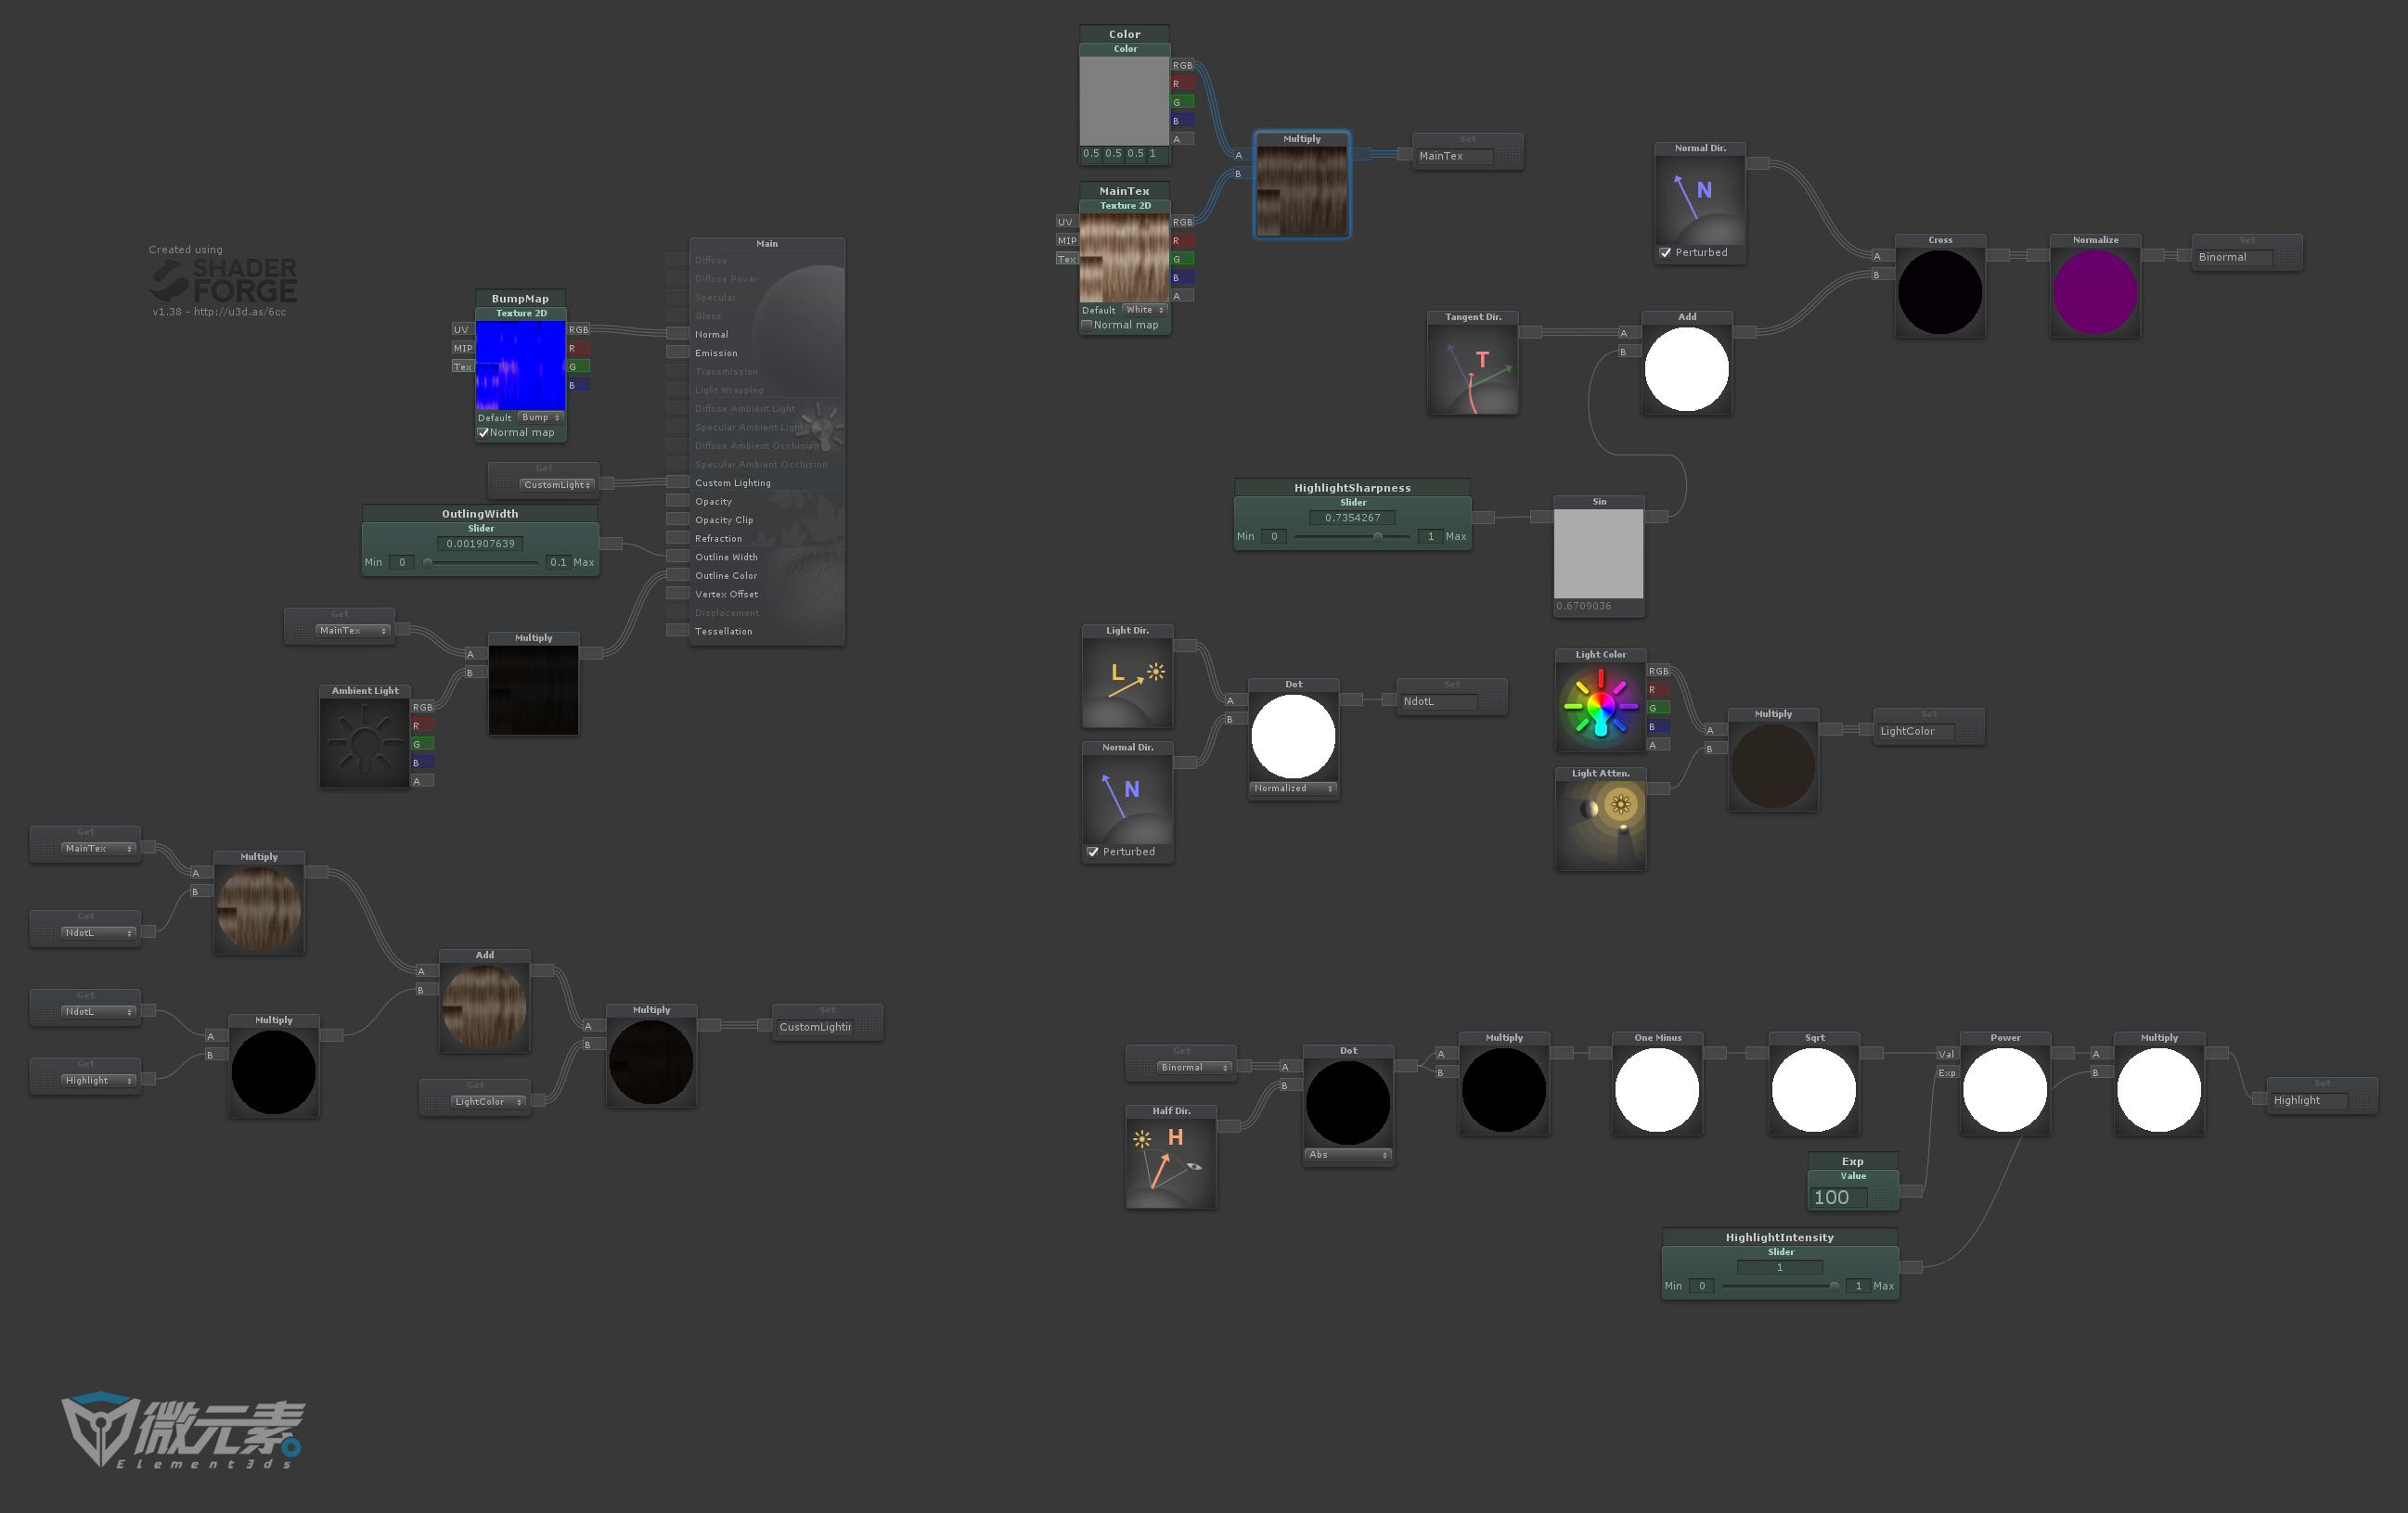 Created using
SHADER
FORGE
v1.38 - http://u3d.as/6cc
BumpMap
Texture 2D
UV
MIP
Tex
RGB
R
G
B
Default Bump
Normal map
Get
CustomLight
OutlingWidth
Slider
0.001907639
Min 0 0.1 Max
Get
MainTex
Ambient Light
RGB
R
G
B
A
Multiply
A
B
Main
Diffuse
Diffuse Power
Specular
Gloss
Normal
Emission
Transmission
Light Wrapping
Diffuse Ambient Light
Specular Ambient Light
Diffuse Ambient Occlusion
Specular Ambient Occlusion
Custom Lighting
Opacity
Opacity Clip
Refraction
Outline Width
Outline Color
Vertex Offset
Displacement
Tessellation
Color
Color
RGB
R
G
B
A
0.5 0.5 0.5 1
MainTex
Texture 2D
UV
MIP
Tex
RGB
R
G
B
A
Default White
Normal map
Multiply
A
B
Set
MainTex
Normal Dir.
N
Perturbed
Tangent Dir.
T
Add
A
B
Cross
A
B
Normalize
Set
Binormal
HighlightSharpness
Slider
0.7354267
Min 0 1 Max
Sin
0.6709036
Light Dir.
L
Normal Dir.
N
Perturbed
Dot
A
B
Normalized
Set
NdotL
Light Color
RGB
R
G
B
A
Light Atten.
Multiply
A
B
Set
LightColor
Get
MainTex
Get
NdotL
Multiply
A
B
Get
NdotL
Get
Highlight
Multiply
A
B
Add
A
B
Get
LightColor
Multiply
A
B
Set
CustomLightin
Get
Binormal
Half Dir.
H
Dot
A
B
Abs
Multiply
A
B
One Minus
Sqrt
Power
Val
Exp
Multiply
A
B
Set
Highlight
Exp
Value
100
HighlightIntensity
Slider
1
Min 0 1 Max
微元素
Element3ds